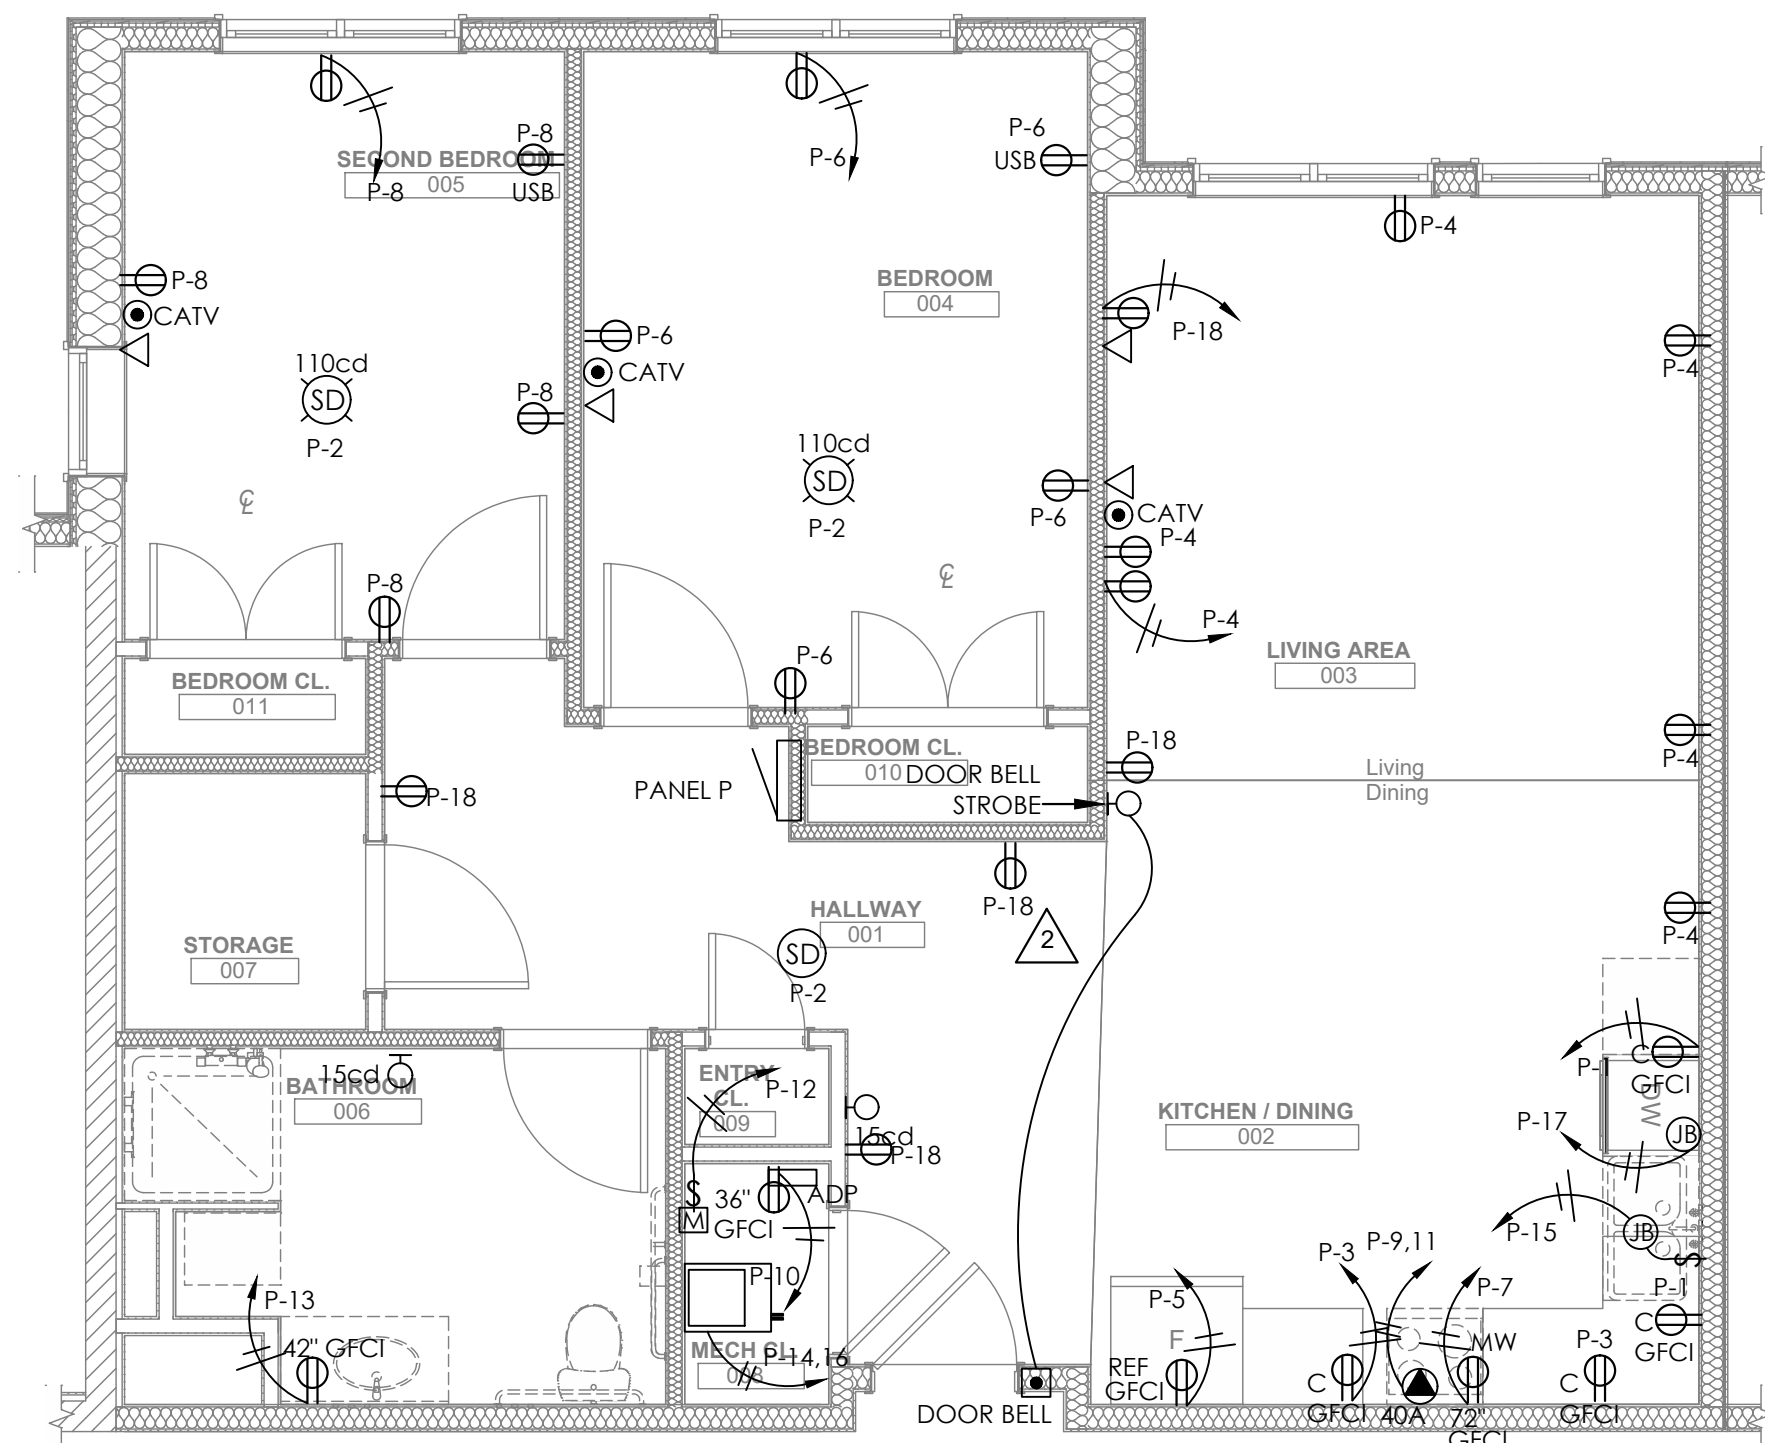 P-8
P-6
SECOND BEDROOM
005
P-8
USB
P-6
USB
P-8
P-4
P-8
CATV
BEDROOM
004
P-18
P-6
CATV
P-4
110cd
SD
P-2
P-8
110cd
SD
P-2
P-6
CATV
P-4
P-4
℄
℄
P-8
P-6
LIVING AREA
003
BEDROOM CL.
011
BEDROOM CL.
010
DOOR BELL
STROBE
P-18
P-4
Living
Dining
PANEL P
P-18
P-18
HALLWAY
001
2
P-4
STORAGE
007
SD
P-2
15cd
BATHROOM
006
ENTRY
CL.
009
P-12
15cd
P-18
KITCHEN / DINING
002
P-
C
GFCI
DW
P-17
JB
S
M
36"
GFCI
ADP
P-15
JB
S
P-10
P-13
42" GFCI
MECH CL.
008
P-14,16
P-5
F
REF
GFCI
P-3
P-9,11
P-7
MW
P-1
C
GFCI
P-3
C
GFCI
C
GFCI
40A
72"
GFCI
DOOR BELL